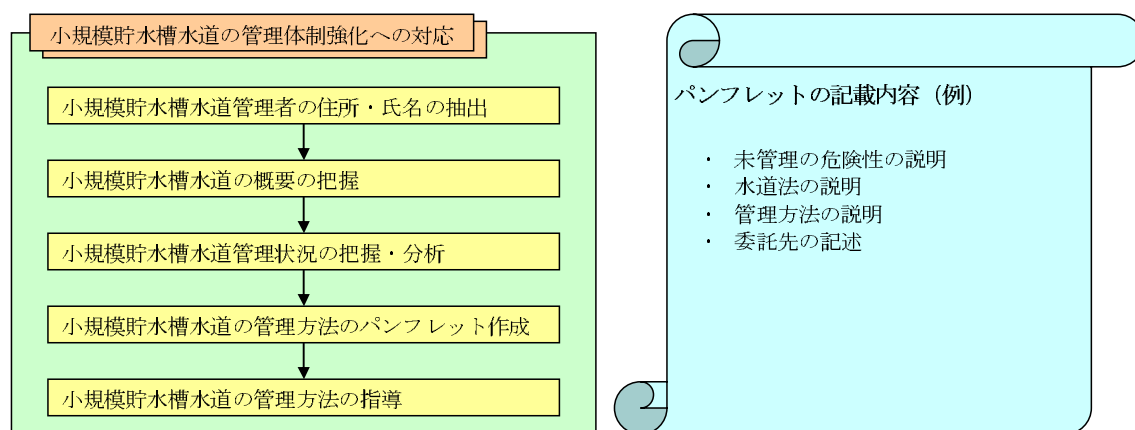 小規模貯水槽水道の管理体制強化への対応
小規模貯水槽水道管理者の住所・氏名の抽出
小規模貯水槽水道の概要の把握
小規模貯水槽水道管理状況の把握・分析
小規模貯水槽水道の管理方法のパンフレット作成
小規模貯水槽水道の管理方法の指導
パンフレットの記載内容（例）
・ 未管理の危険性の説明
・ 水道法の説明
・ 管理方法の説明
・ 委託先の記述